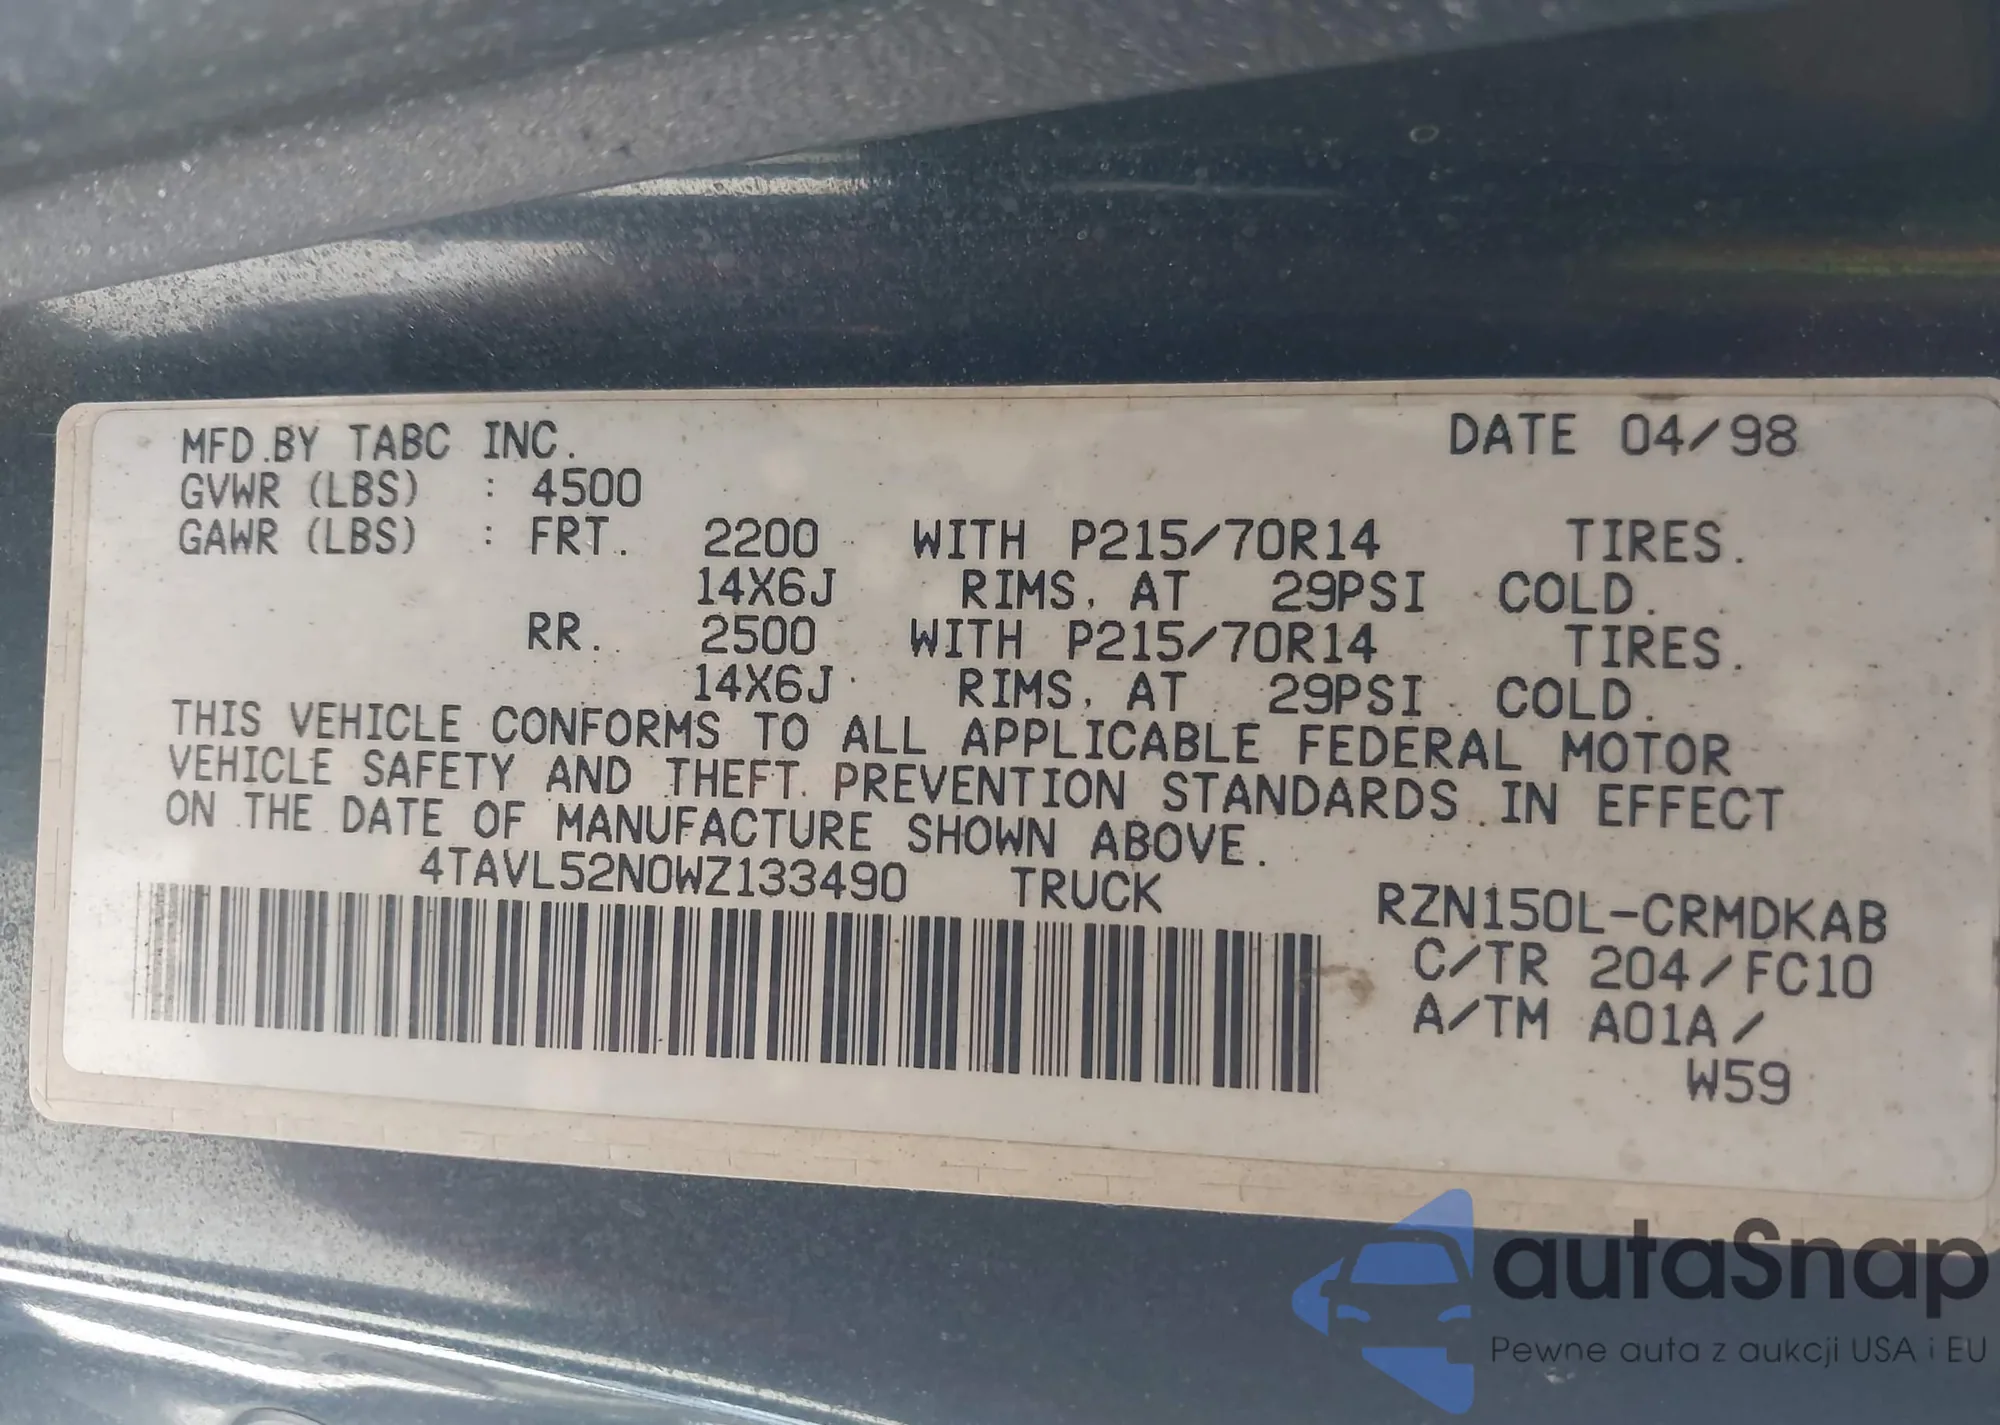 MFD.BY TABC INC. DATE 04/98
GVWR (LBS) : 4500
GAWR (LBS) : FRT. 2200 WITH P215/70R14 TIRES.
14X6J RIMS, AT 29PSI COLD.
RR. 2500 WITH P215/70R14 TIRES.
14X6J RIMS, AT 29PSI COLD.
THIS VEHICLE CONFORMS TO ALL APPLICABLE FEDERAL MOTOR
VEHICLE SAFETY AND THEFT PREVENTION STANDARDS IN EFFECT
ON THE DATE OF MANUFACTURE SHOWN ABOVE.
4TAVL52N0WZ133490 TRUCK
RZN150L-CRMDKAB
C/TR 204/FC10
A/TM A01A/
W59
autaSnap
Pewne auta z aukcji USA i EU